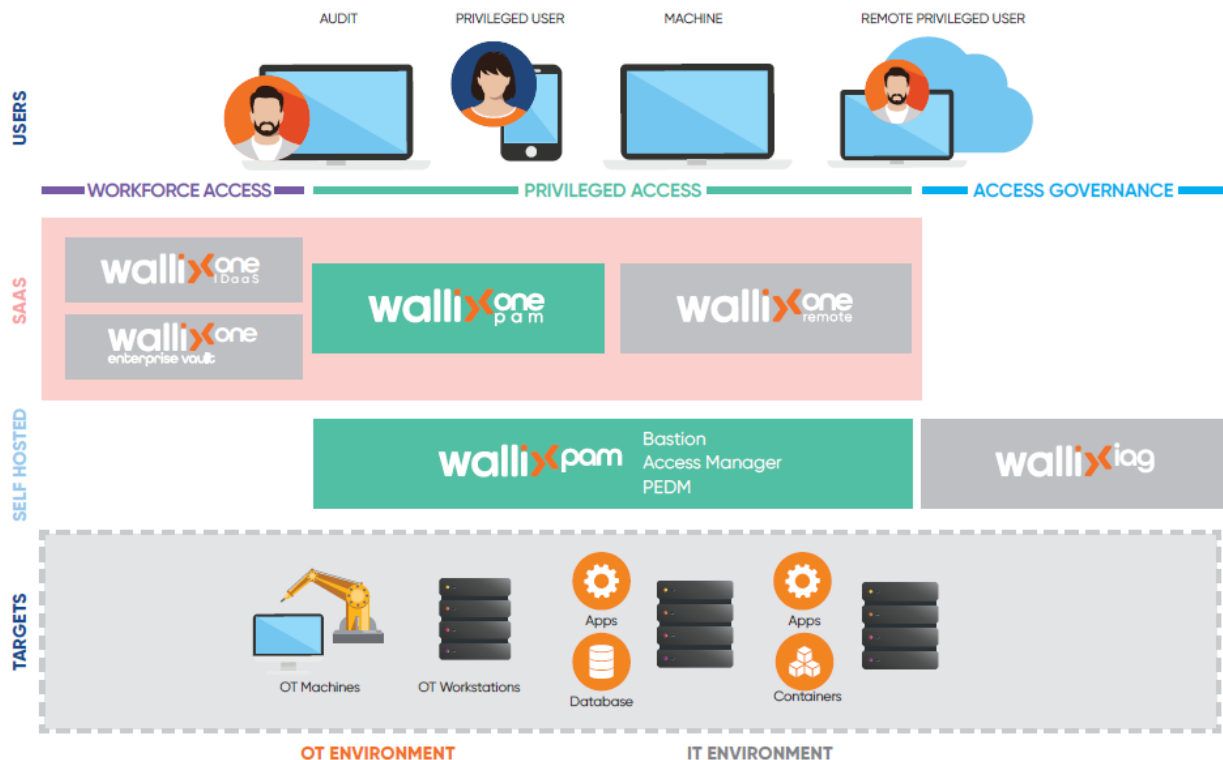 AUDIT
PRIVILEGED USER
MACHINE
REMOTE PRIVILEGED USER
USERS
WORKFORCE ACCESS
PRIVILEGED ACCESS
ACCESS GOVERNANCE
SAAS
wallix one
IDaaS
wallix one
enterprise vault
wallix one
pam
wallix one
remote
SELF HOSTED
wallix pam
Bastion
Access Manager
PEDM
wallix iag
TARGETS
OT Machines
OT Workstations
Apps
Database
Apps
Containers
OT ENVIRONMENT
IT ENVIRONMENT